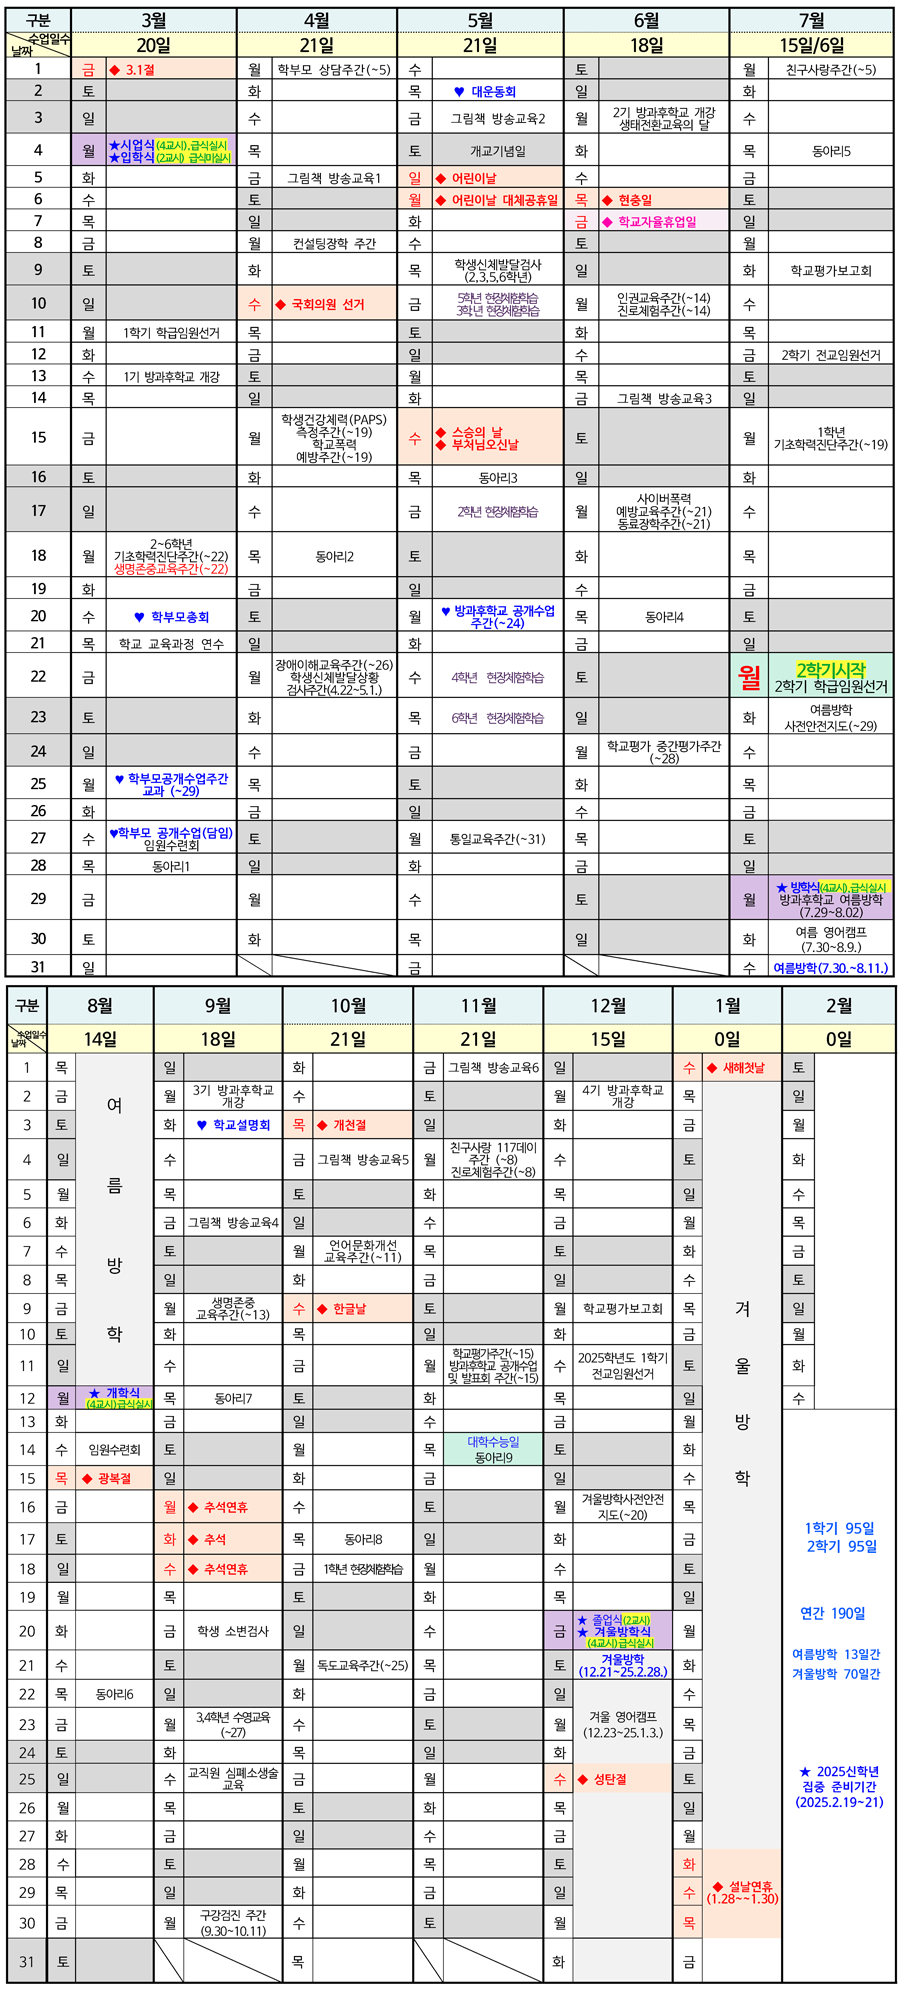 구분 3월 4월 5월 6월 7월
수업일수 날짜 20일 21일 21일 18일 15일/6일
1 금 ◆ 3.1절 월 학부모 상담주간(~5) 수 토 월 친구사랑주간(~5)
2 토 화 목 ♥ 대운동회 일 화
3 일 수 금 그림책 방송교육2 월 2기 방과후학교 개강
생태전환교육의 달 수
4 월 ★시업식(4교시),급식실시
★입학식(2교시) 급식미실시 목 토 개교기념일 화 목 동아리5
5 화 금 그림책 방송교육1 일 ◆ 어린이날 수 금
6 수 토 월 ◆ 어린이날 대체공휴일 목 ◆ 현충일 토
7 목 일 화 금 ◆ 학교자율휴업일 일
8 금 월 컨설팅장학 주간 수 토 월
9 토 화 목 학생신체발달검사
(2,3,5,6학년) 일 화 학교평가보고회
10 일 수 ◆ 국회의원 선거 금 5학년 현장체험학습
3학년 현장체험학습 월 인권교육주간(~14)
진로체험주간(~14) 수
11 월 1학기 학급임원선거 목 토 화 목
12 화 금 일 수 금 2학기 전교임원선거
13 수 1기 방과후학교 개강 토 월 목 토
14 목 일 화 금 그림책 방송교육3 일
15 금 월 학생건강체력(PAPS)
측정주간(~19)
학교폭력
예방주간(~19) 수 ◆ 스승의 날
◆ 부처님오신날 토 월 1학년
기초학력진단주간(~19)
16 토 화 목 동아리3 일 화
17 일 수 금 2학년 현장체험학습 월 사이버폭력
예방교육주간(~21)
동료장학주간(~21) 수
18 월 2~6학년
기초학력진단주간(~22)
생명존중교육주간(~22) 목 동아리2 토 화 목
19 화 금 일 수 금
20 수 ♥ 학부모총회 토 월 ♥ 방과후학교 공개수업
주간(~24) 목 동아리4 토
21 목 학교 교육과정 연수 일 화 금 일
22 금 월 장애이해교육주간(~26)
학생신체발달상황
검사주간(4.22~5.1.) 수 4학년 현장체험학습 토 월 2학기시작
2학기 학급임원선거
23 토 화 목 6학년 현장체험학습 일 화 여름방학
사전안전지도(~29)
24 일 수 금 월 학교평가 중간평가주간
(~28) 수
25 월 ♥ 학부모공개수업주간
교과 (~29) 목 토 화 목
26 화 금 일 수 금
27 수 ♥학부모 공개수업(담임)
임원수련회 토 월 통일교육주간(~31) 목 토
28 목 동아리1 일 화 금 일
29 금 월 수 토 월 ★ 방학식(4교시),급식실시
방과후학교 여름방학
(7.29~8.02)
30 토 화 목 일 화 여름 영어캠프
(7.30~8.9.)
31 일 금 수 여름방학(7.30.~8.11.)
구분 8월 9월 10월 11월 12월 1월 2월
수업일수 날짜 14일 18일 21일 21일 15일 0일 0일
1 목 일 화 금 그림책 방송교육6 일 수 ◆ 새해첫날 토
2 금 여 월 3기 방과후학교
개강 수 토 월 4기 방과후학교
개강 목 일
3 토 화 ♥ 학교설명회 목 ◆ 개천절 일 화 금 월
4 일 수 금 그림책 방송교육5 월 친구사랑 117데이
주간 (~8)
진로체험주간(~8) 수 토 화
5 월 름 목 토 화 목 일 수
6 화 금 그림책 방송교육4 일 수 금 월 목
7 수 방 토 월 언어문화개선
교육주간(~11) 목 토 화 금
8 목 일 화 금 일 수 토
9 금 월 생명존중
교육주간(~13) 수 ◆ 한글날 토 월 학교평가보고회 목 겨 일
10 토 학 화 목 일 화 금 월
11 일 수 금 월 학교평가주간(~15)
방과후학교 공개수업
및 발표회 주간(~15) 수 2025학년도 1학기
전교임원선거 토 울 화
12 월 ★ 개학식
(4교시)급식실시 목 동아리7 토 화 목 일 수
13 화 금 일 수 금 월 방
14 수 임원수련회 토 월 목 대학수능일
동아리9 토 화
15 목 ◆ 광복절 일 화 금 일 수 학
16 금 월 ◆ 추석연휴 수 토 월 겨울방학사전안전
지도(~20) 목
17 토 화 ◆ 추석 목 동아리8 일 화 금 1학기 95일
2학기 95일
18 일 수 ◆ 추석연휴 금 1학년 현장체험학습 월 수 토
19 월 목 토 화 목 일
20 화 금 학생 소변검사 일 수 금 ★ 졸업식(2교시)
★ 겨울방학식
(4교시)급식실시 월 연간 190일
21 수 토 월 독도교육주간(~25) 목 토 겨울방학
(12.21~25.2.28.) 화 여름방학 13일간
겨울방학 70일간
22 목 동아리6 일 화 금 일 수
23 금 월 3,4학년 수영교육
(~27) 수 토 월 겨울 영어캠프
(12.23~25.1.3.) 목
24 토 화 목 일 화 금
25 일 수 교직원 심폐소생술
교육 금 월 수 ◆ 성탄절 토 ★ 2025신학년
집중 준비기간
(2025.2.19~21)
26 월 목 토 화 목 일
27 화 금 일 수 금 월
28 수 토 월 목 토 화
29 목 일 화 금 일 수 ◆ 설날연휴
(1.28~~1.30)
30 금 월 구강검진 주간
(9.30~10.11) 수 토 월 목
31 토 목 화 금